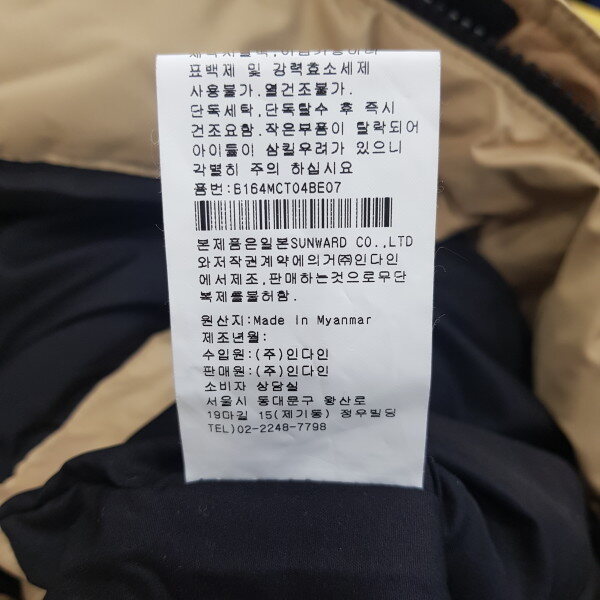 표백제 및 강력효소세제
사용불가.열건조불가.
단독세탁,단독탈수 후 즉시
건조요함.작은부품이 탈락되어
아이들이 삼킬우려가 있으니
각별히 주의 하십시요
품번:B164MCT04BE07
본제품은일본SUNWARD CO.,LTD
와저작권계약에의거㈜인다인
에서제조,판매하는것으로무단
복제를불허함.
원산지:Made In Myanmar
제조년월:
수입원:(주)인다인
판매원:(주)인다인
소비자 상담실
서울시 동대문구 왕산로
19마길 15(제기동) 정우빌딩
TEL)02-2248-7798